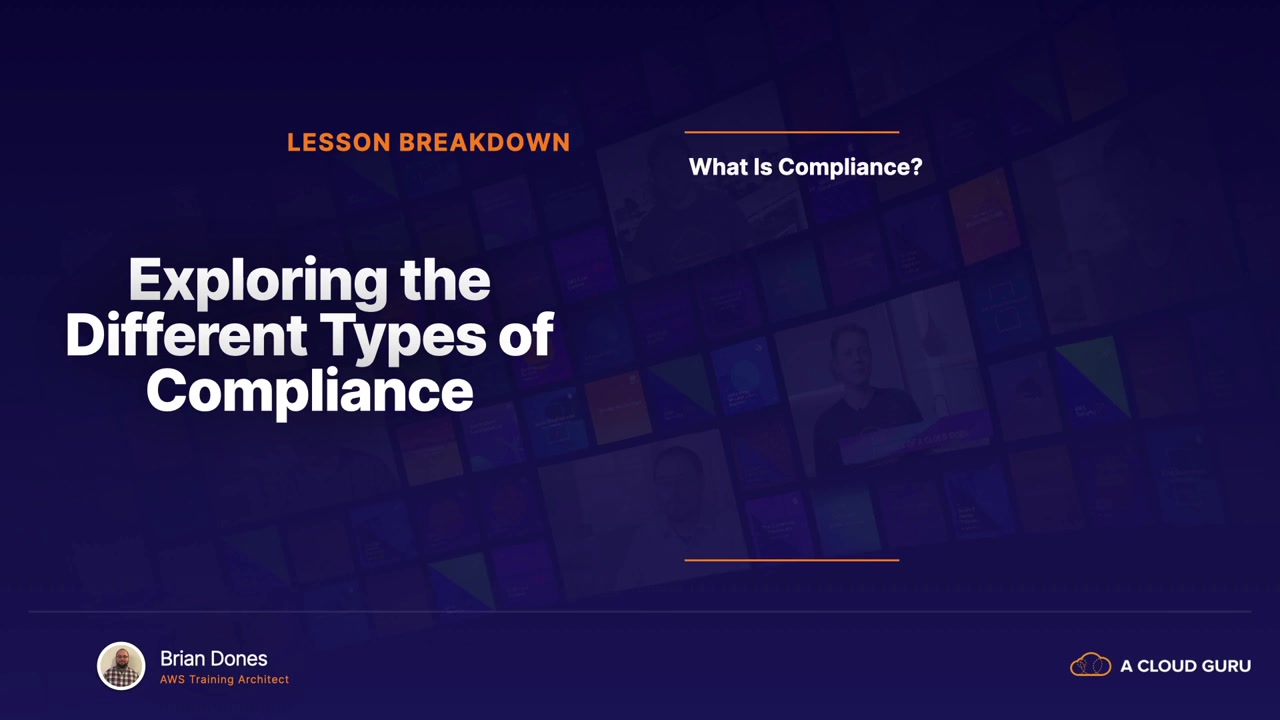 LESSON BREAKDOWN
Exploring the
Different Types of
Compliance
What Is Compliance?
Brian Dones
AWS Training Architect
A CLOUD GURU